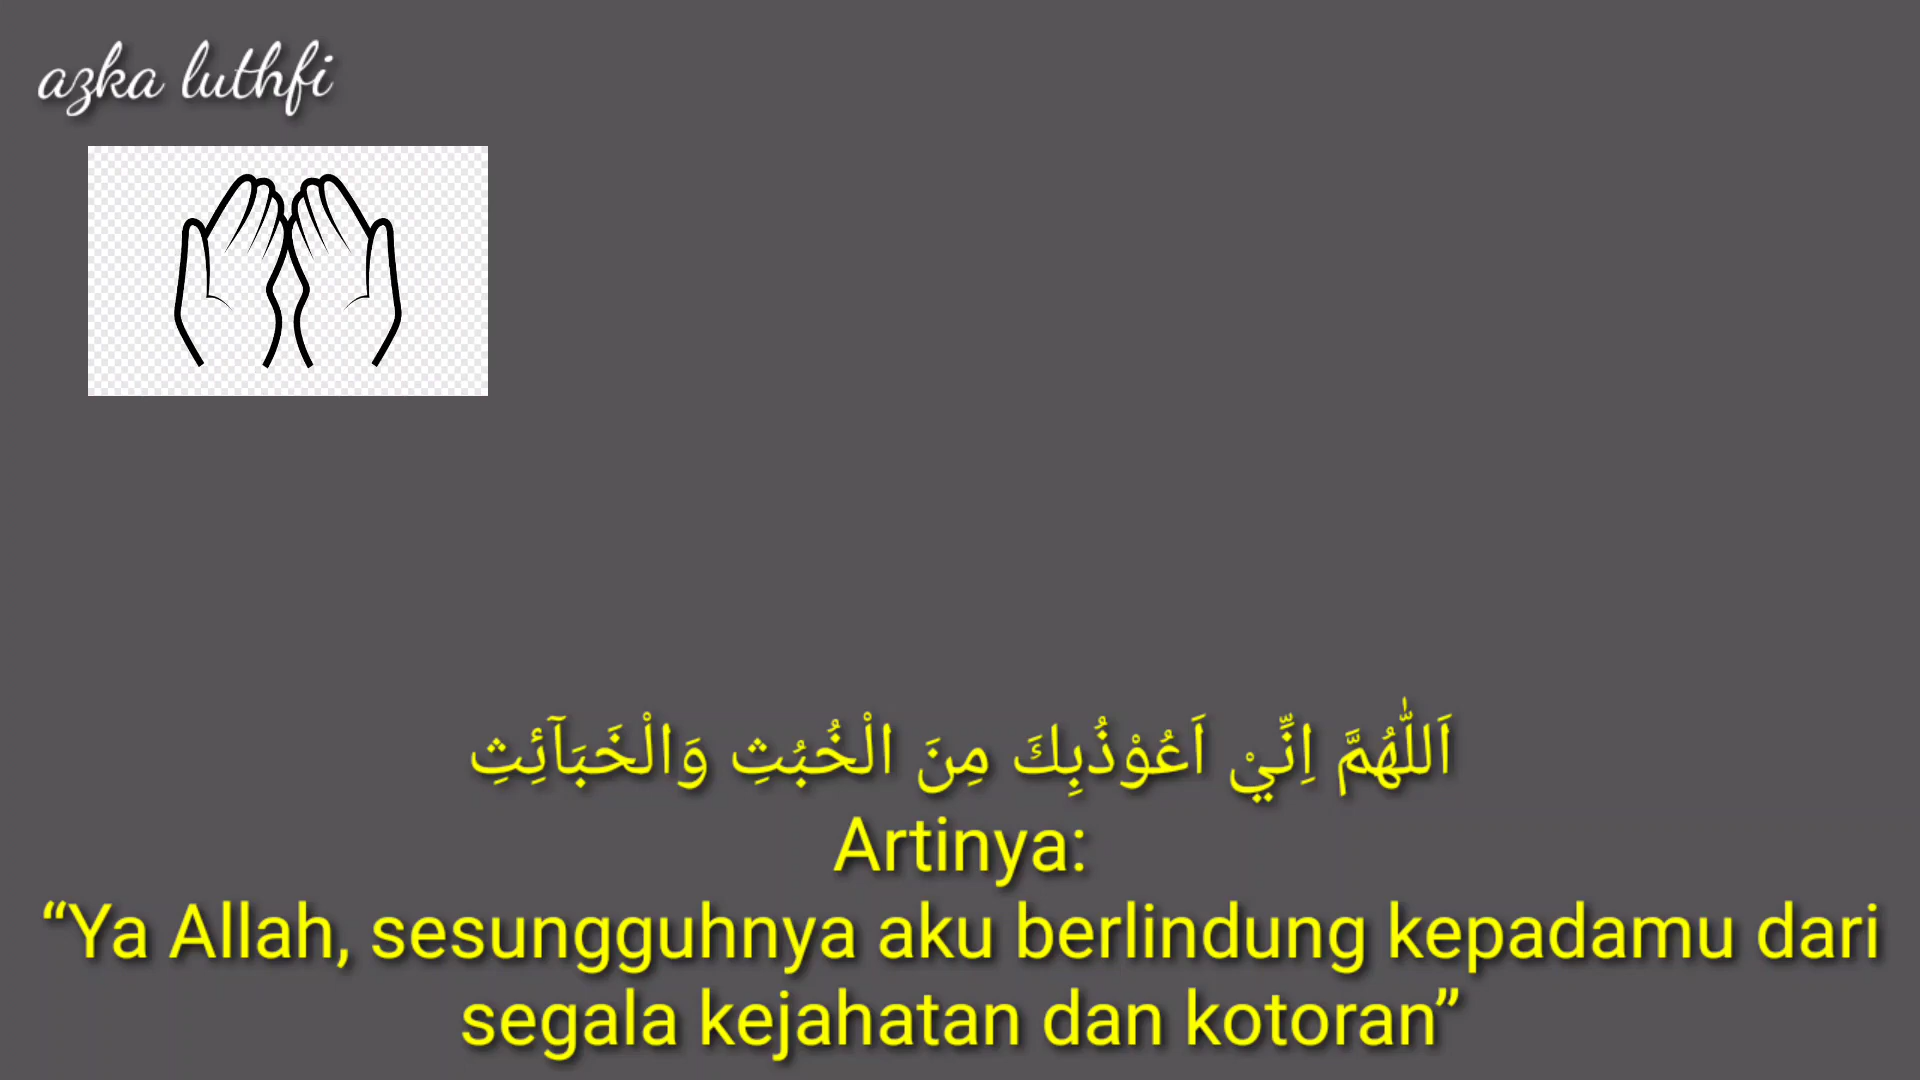 azka luthfi
اَللّٰهُمَّ اِنِّيْ اَعُوْذُبِكَ مِنَ الْخُبُثِ وَالْخَبَآئِثِ
Artinya:
“Ya Allah, sesungguhnya aku berlindung kepadamu dari
segala kejahatan dan kotoran”